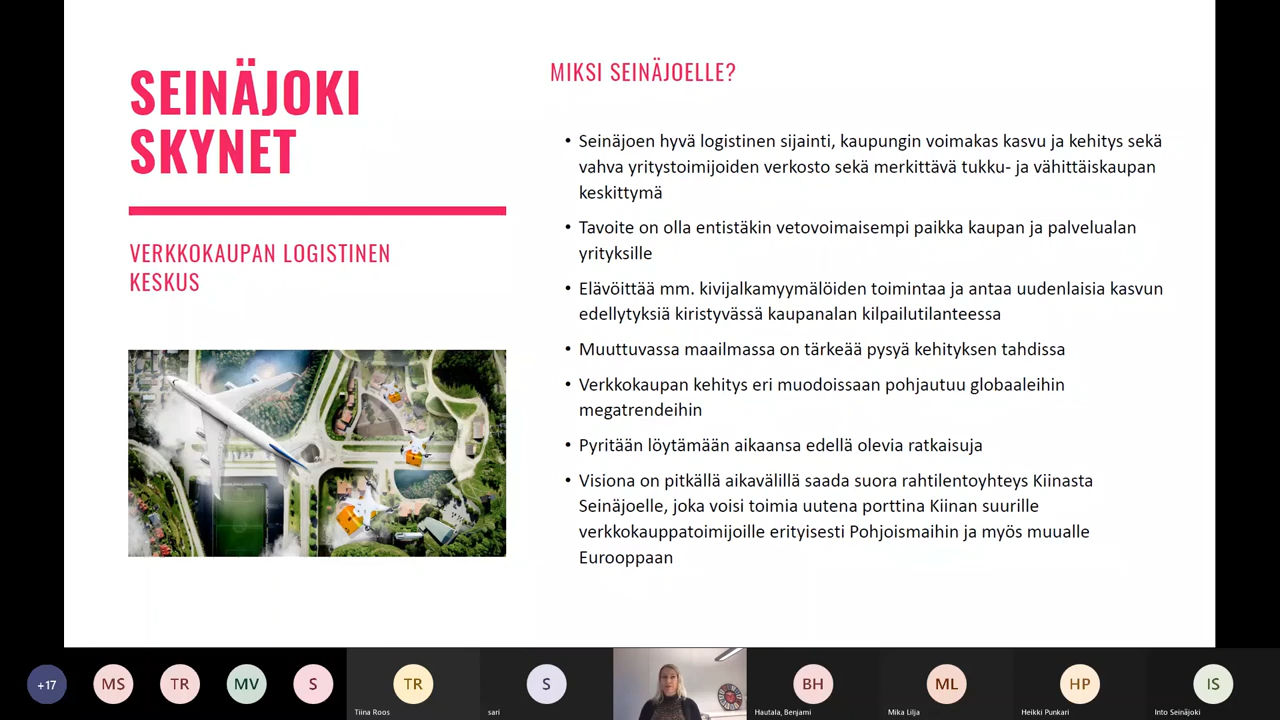 SEINÄJOKI
SKYNET
VERKKOKAUPAN LOGISTINEN
KESKUS
MIKSI SEINÄJOELLE?
• Seinäjoen hyvä logistinen sijainti, kaupungin voimakas kasvu ja kehitys sekä
vahva yritystoimijoiden verkosto sekä merkittävä tukku- ja vähittäiskaupan
keskittymä
• Tavoite on olla entistäkin vetovoimaisempi paikka kaupan ja palvelualan
yrityksille
• Elävöittää mm. kivijalkamyymälöiden toimintaa ja antaa uudenlaisia kasvun
edellytyksiä kiristyvässä kaupanalan kilpailutilanteessa
• Muuttuvassa maailmassa on tärkeää pysyä kehityksen tahdissa
• Verkkokaupan kehitys eri muodoissaan pohjautuu globaaleihin
megatrendeihin
• Pyritään löytämään aikaansa edellä olevia ratkaisuja
• Visiona on pitkällä aikavälillä saada suora rahtilentoyhteys Kiinasta
Seinäjoelle, joka voisi toimia uutena porttina Kiinan suurille
verkkokauppatoimijoille erityisesti Pohjoismaihin ja myös muualle
Eurooppaan
+17 MS TR MV S TR S BH ML HP IS
Tiina Roos sari Hautala, Benjami Mika Lilja Heikki Punkari Into Seinäjoki